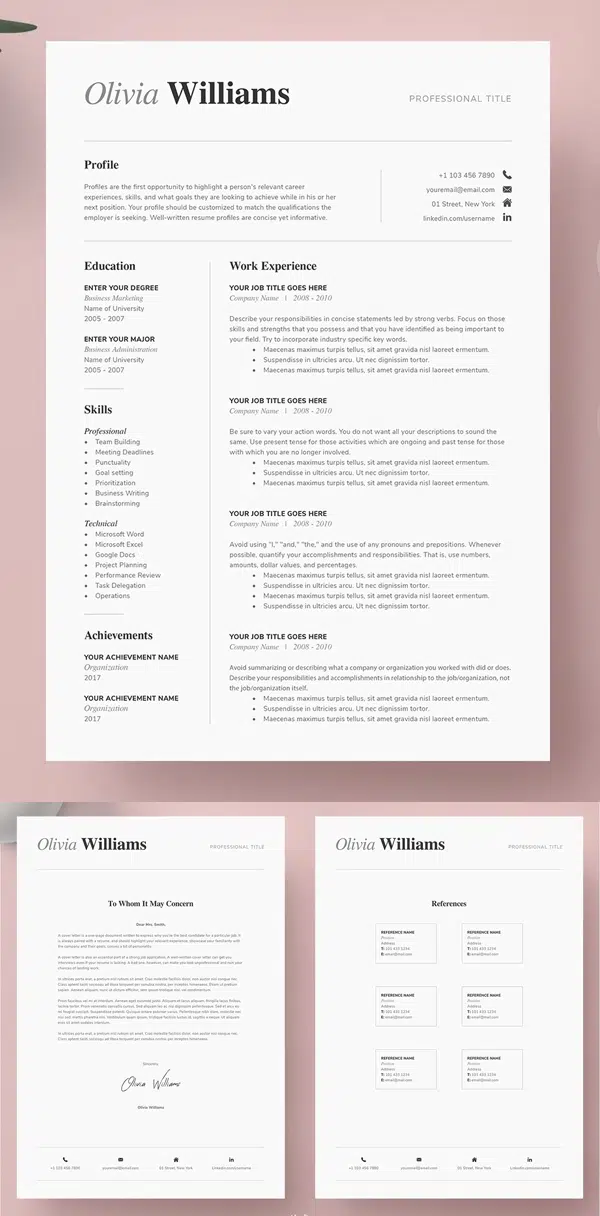 Olivia Williams
PROFESSIONAL TITLE
Profile
Profiles are the first opportunity to highlight a person's relevant career
experiences, skills, and what goals they are looking to achieve while in his or her
next position. Your profile should be customized to match the qualifications the
employer is seeking. Well-written resume profiles are concise yet informative.
+1 103 456 7890
youremail@email.com
01 Street, New York
linkedin.com/username
Education
ENTER YOUR DEGREE
Business Marketing
Name of University
2005 - 2007
ENTER YOUR MAJOR
Business Administration
Name of University
2005 - 2007
Skills
Professional
• Team Building
• Meeting Deadlines
• Punctuality
• Goal setting
• Prioritization
• Business Writing
• Brainstorming
Technical
• Microsoft Word
• Microsoft Excel
• Google Docs
• Project Planning
• Performance Review
• Task Delegation
• Operations
Achievements
YOUR ACHIEVEMENT NAME
Organization
2017
YOUR ACHIEVEMENT NAME
Organization
2017
Work Experience
YOUR JOB TITLE GOES HERE
Company Name | 2008 - 2010
Describe your responsibilities in concise statements led by strong verbs. Focus on those
skills and strengths that you possess and that you have identified as being important to
your field. Try to incorporate industry specific key words.
• Maecenas maximus turpis tellus, sit amet gravida nisl laoreet ermentum.
• Suspendisse in ultricies arcu. Ut nec dignissim tortor.
• Maecenas maximus turpis tellus, sit amet gravida nisl laoreet ermentum.
YOUR JOB TITLE GOES HERE
Company Name | 2008 - 2010
Be sure to vary your action words. You do not want all your descriptions to sound the
same. Use present tense for those activities which are ongoing and past tense for those
with which you are no longer involved.
• Maecenas maximus turpis tellus, sit amet gravida nisl laoreet ermentum.
• Suspendisse in ultricies arcu. Ut nec dignissim tortor.
• Maecenas maximus turpis tellus, sit amet gravida nisl laoreet ermentum.
YOUR JOB TITLE GOES HERE
Company Name | 2008 - 2010
Avoid using "I," "and," "the," and the use of any pronouns and prepositions. Whenever
possible, quantify your accomplishments and responsibilities. That is, use numbers,
amounts, dollar values, and percentages.
• Maecenas maximus turpis tellus, sit amet gravida nisl laoreet ermentum.
• Suspendisse in ultricies arcu. Ut nec dignissim tortor.
• Maecenas maximus turpis tellus, sit amet gravida nisl laoreet ermentum.
• Suspendisse in ultricies arcu. Ut nec dignissim tortor.
YOUR JOB TITLE GOES HERE
Company Name | 2008 - 2010
Avoid summarizing or describing what a company or organization you worked with did or does.
Describe your responsibilities and accomplishments in relationship to the job/organization, not
the job/organization itself.
• Maecenas maximus turpis tellus, sit amet gravida nisl laoreet ermentum.
• Suspendisse in ultricies arcu. Ut nec dignissim tortor.
• Maecenas maximus turpis tellus, sit amet gravida nisl laoreet ermentum.
Olivia Williams
PROFESSIONAL TITLE
To Whom It May Concern
Dear Mrs. Smith,
Sincerely,
Olivia Williams
Olivia Williams
+1 103 456 7890
youremail@email.com
01 Street, New York
linkedin.com/username
Olivia Williams
PROFESSIONAL TITLE
References
REFERENCE NAME
Position
Address
T: 101 433 1234
E: email@mail.com
REFERENCE NAME
Position
Address
T: 101 433 1234
E: email@mail.com
REFERENCE NAME
Position
Address
T: 101 433 1234
E: email@mail.com
REFERENCE NAME
Position
Address
T: 101 433 1234
E: email@mail.com
REFERENCE NAME
Position
Address
T: 101 433 1234
E: email@mail.com
REFERENCE NAME
Position
Address
T: 101 433 1234
E: email@mail.com
+1 103 456 7890
youremail@email.com
01 Street, New York
linkedin.com/username